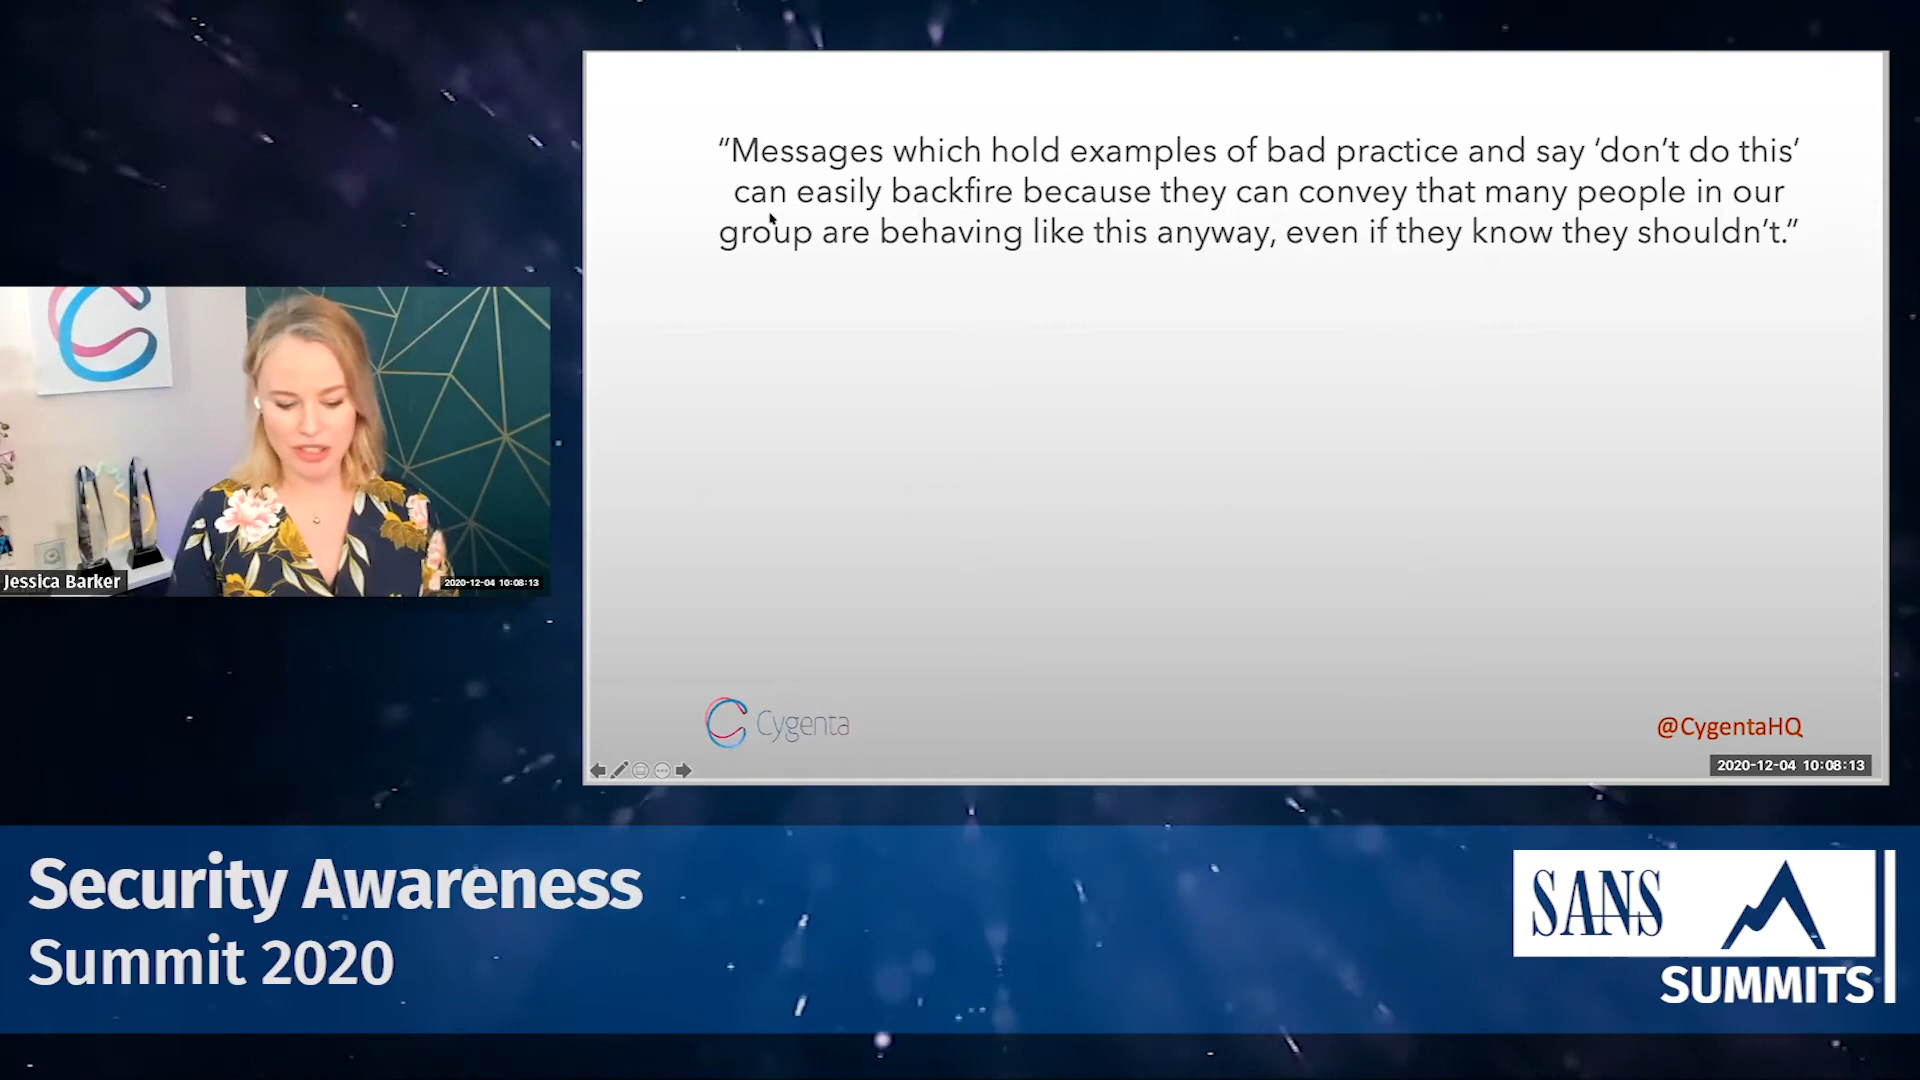 “Messages which hold examples of bad practice and say ‘don’t do this’
can easily backfire because they can convey that many people in our
group are behaving like this anyway, even if they know they shouldn’t.”
Jessica Barker
2020-12-04 10:08:13
Cygenta
@CygentaHQ
2020-12-04 10:08:13
Security Awareness
Summit 2020
SANS
SUMMITS